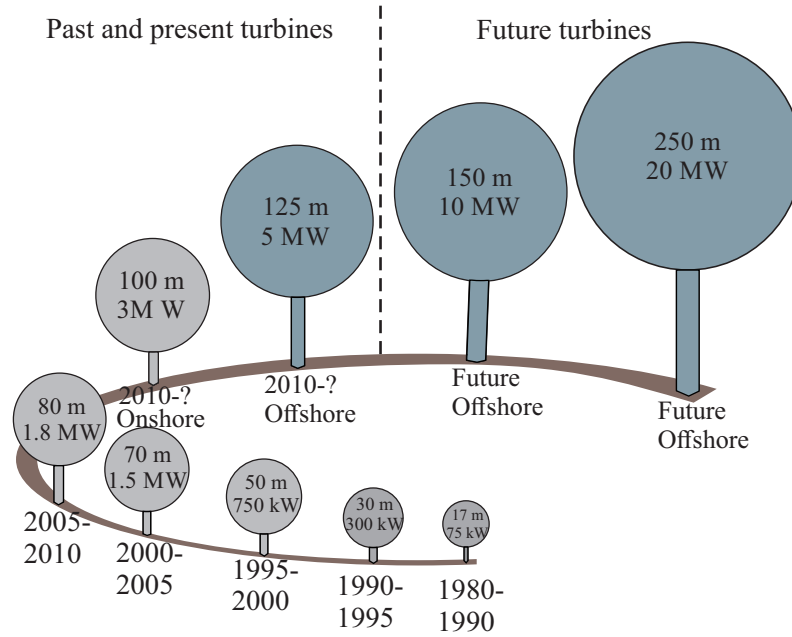 Past and present turbines
Future turbines
250 m
20 MW
150 m
10 MW
125 m
5 MW
100 m
3M W
2010-?
Onshore
2010-?
Offshore
Future
Offshore
Future
Offshore
80 m
1.8 MW
70 m
1.5 MW
50 m
750 kW
30 m
300 kW
17 m
75 kW
2005-
2010
2000-
2005
1995-
2000
1990-
1995
1980-
1990